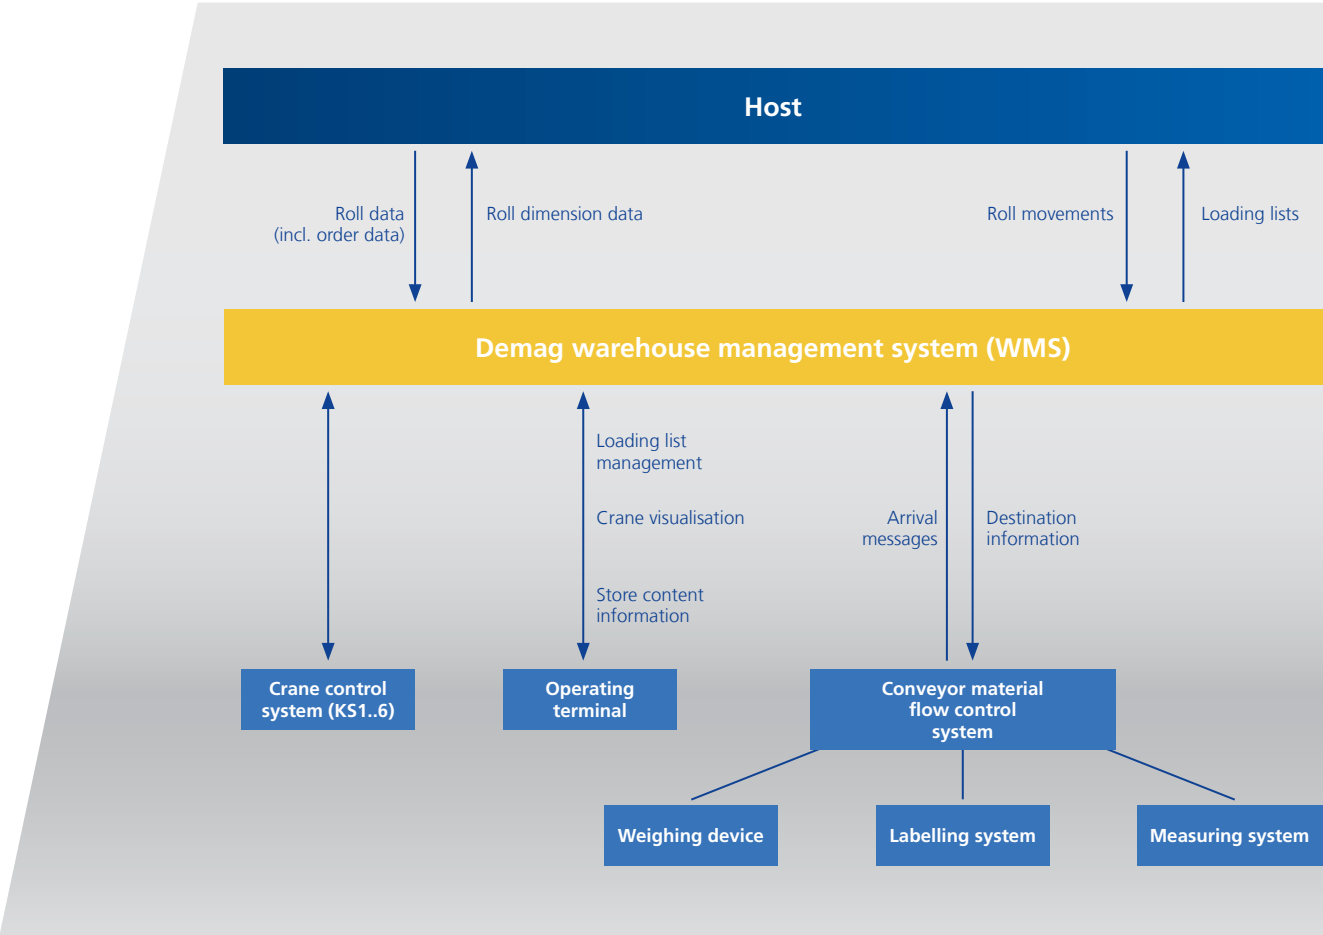 Host
Roll data
(incl. order data)
Roll dimension data
Roll movements
Loading lists
Demag warehouse management system (WMS)
Loading list
management
Crane visualisation
Store content
information
Arrival
messages
Destination
information
Crane control
system (KS1..6)
Operating
terminal
Conveyor material
flow control
system
Weighing device
Labelling system
Measuring system